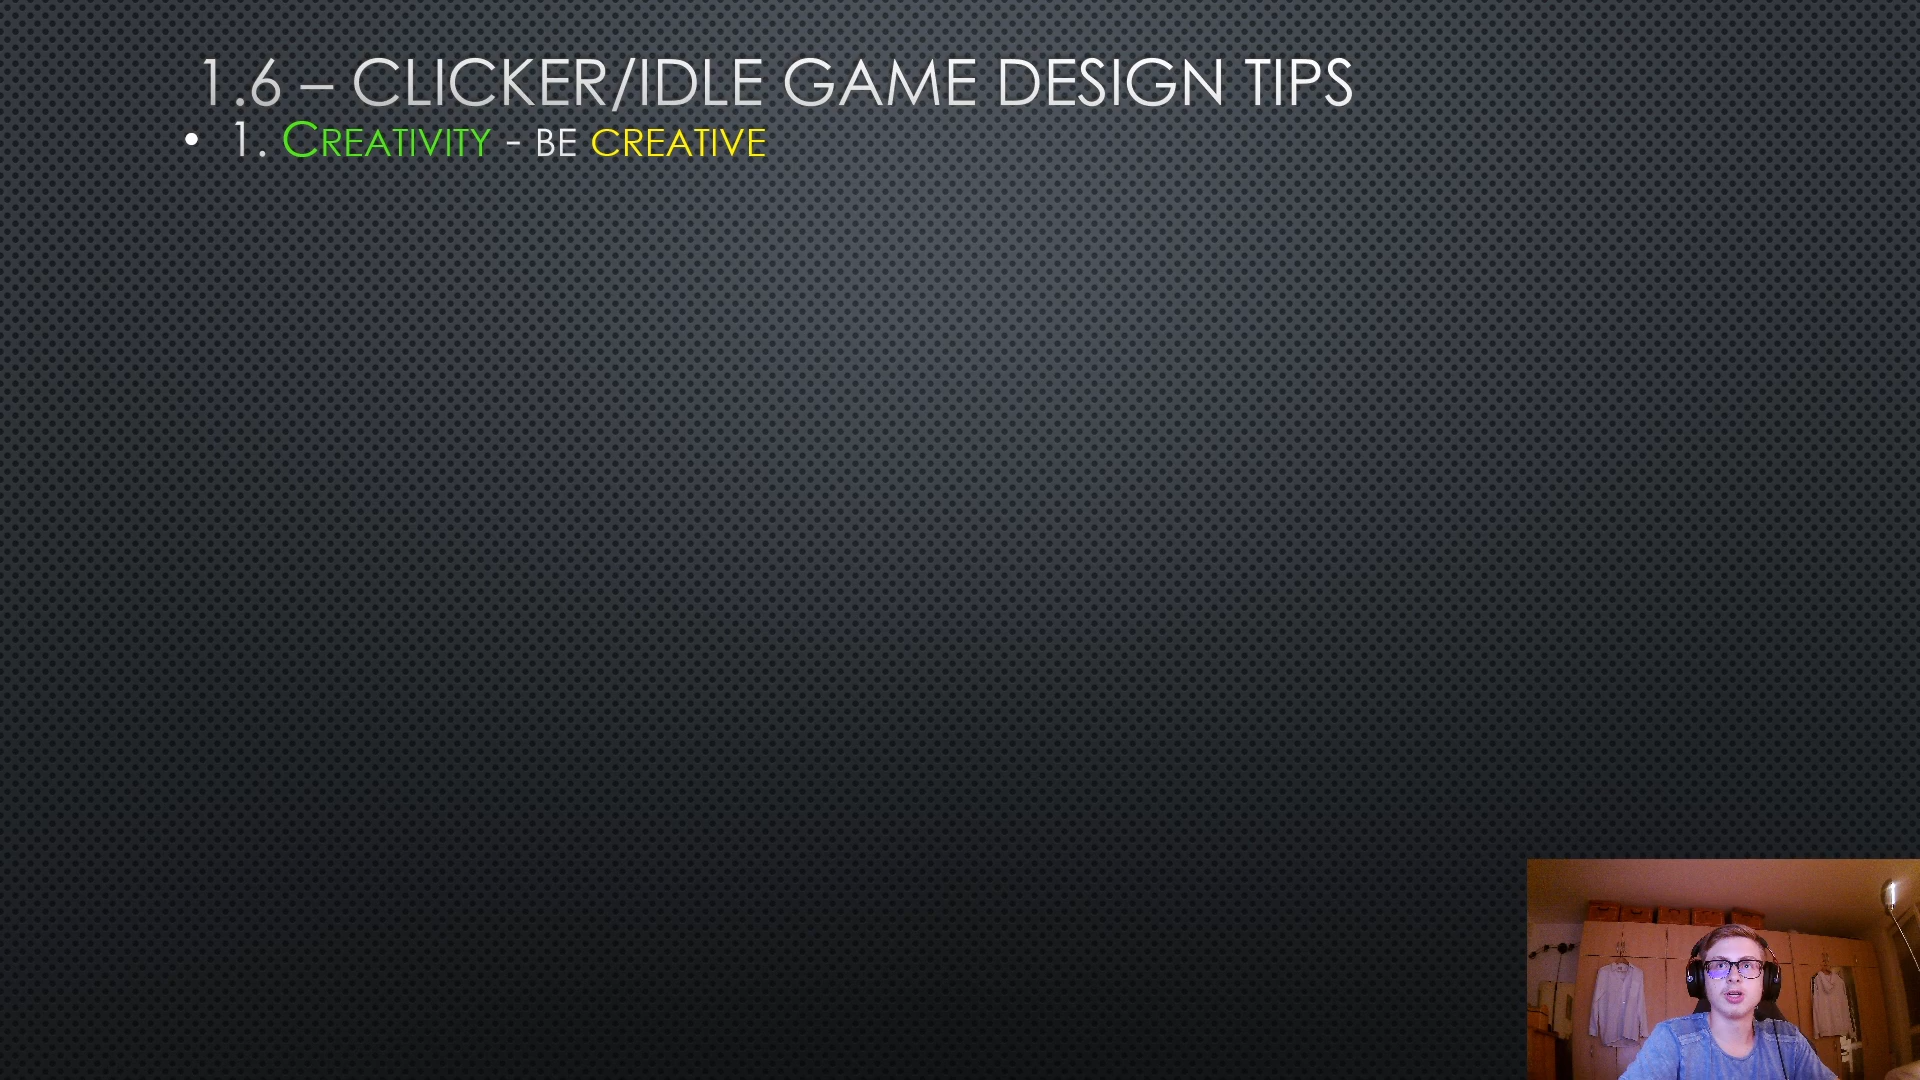 1.6 – CLICKER/IDLE GAME DESIGN TIPS
• 1. CREATIVITY - BE CREATIVE